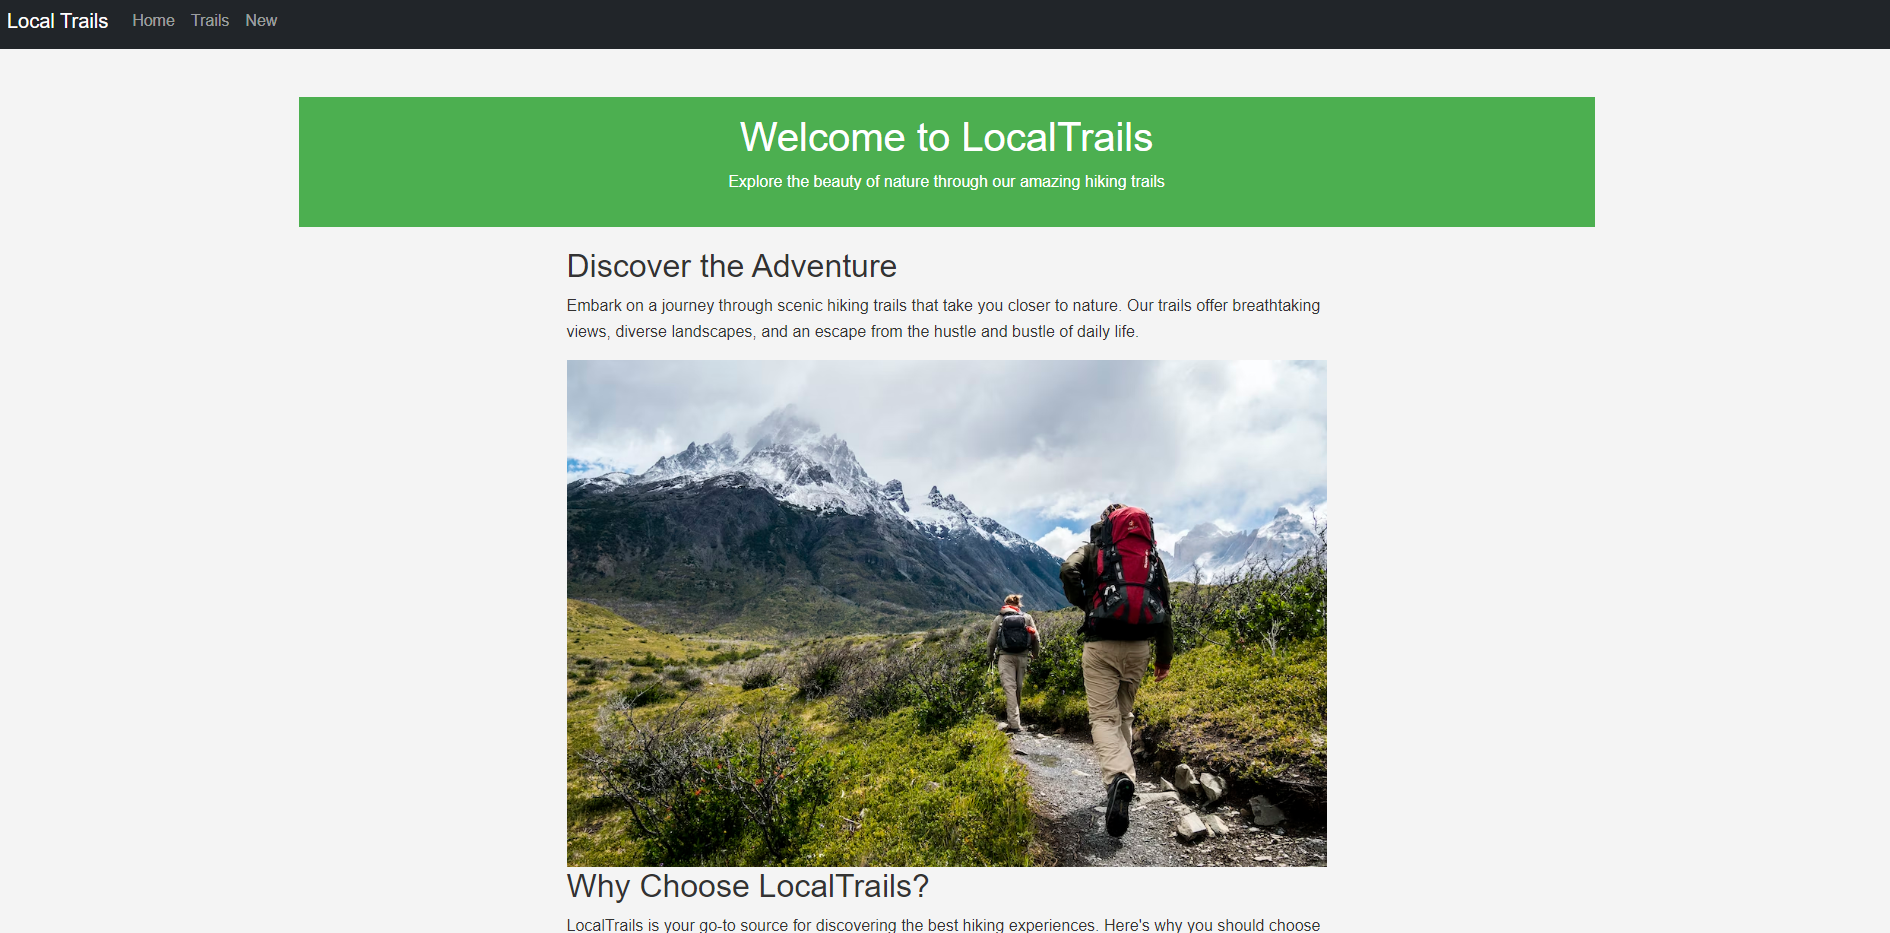 Local Trails Home Trails New
Welcome to LocalTrails
Explore the beauty of nature through our amazing hiking trails
Discover the Adventure
Embark on a journey through scenic hiking trails that take you closer to nature. Our trails offer breathtaking
views, diverse landscapes, and an escape from the hustle and bustle of daily life.
Why Choose LocalTrails?
LocalTrails is your go-to source for discovering the best hiking experiences. Here's why you should choose